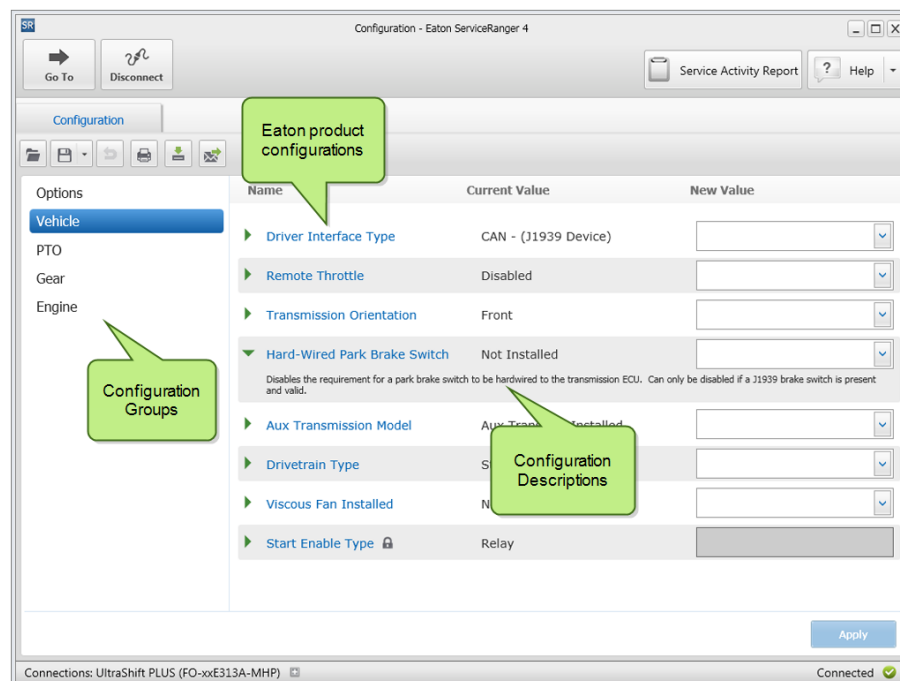 SR
Configuration - Eaton ServiceRanger 4
Go To
Disconnect
Service Activity Report
? Help
Configuration
Eaton product
configurations
Options
Vehicle
PTO
Gear
Engine
Configuration
Groups
Name Current Value New Value
Driver Interface Type CAN - (J1939 Device)
Remote Throttle Disabled
Transmission Orientation Front
Hard-Wired Park Brake Switch Not Installed
Disables the requirement for a park brake switch to be hardwired to the transmission ECU. Can only be disabled if a J1939 brake switch is present
and valid.
Aux Transmission Model
Drivetrain Type
Configuration
Descriptions
Viscous Fan Installed
Start Enable Type Relay
Apply
Connections: UltraShift PLUS (FO-xxE313A-MHP) Connected